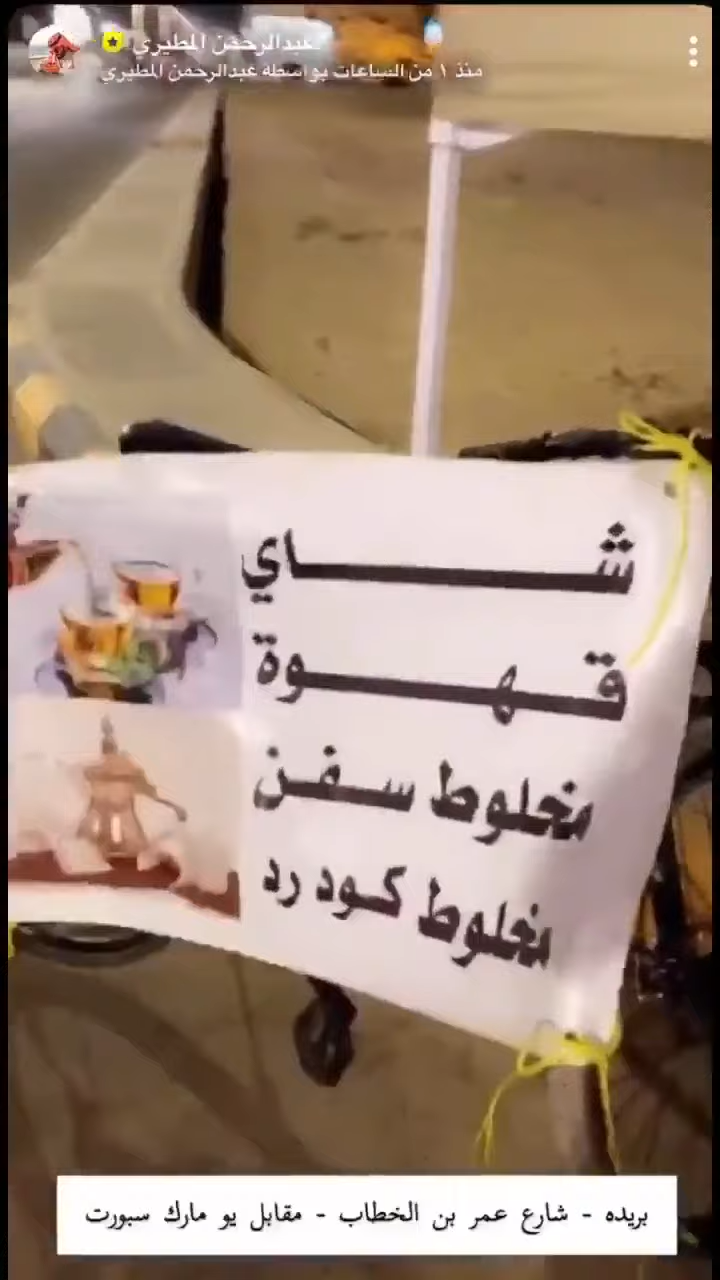 عبدالرحمن المطيري
منذ ١ من الساعات بواسطة عبدالرحمن المطيري
شاي
قهوة
مخلوط سفن
مخلوط كود رد
بريده - شارع عمر بن الخطاب - مقابل يو مارك سبورت